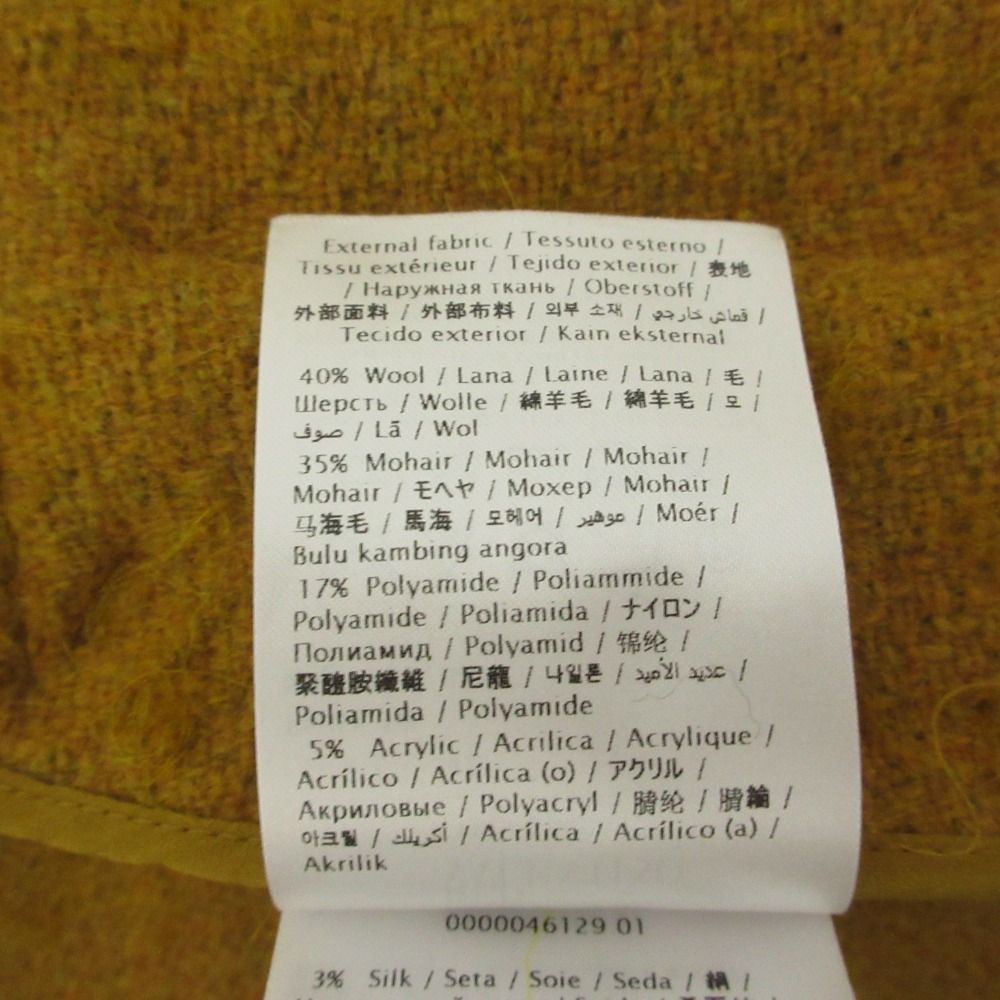 External fabric / Tessuto esterno /
Tissu extérieur / Tejido exterior / 表地
/ Наружная ткань / Oberstoff /
外部面料 / 外部布料 / 외부 소재 / قماش خارجي /
Tecido exterior / Kain eksternal
40% Wool / Lana / Laine / Lana / 毛 /
Шерсть / Wolle / 綿羊毛 / 綿羊毛 / 모 /
صوف / Lã / Wol
35% Mohair / Mohair / Mohair /
Mohair / モヘヤ / Мохер / Mohair /
马海毛 / 馬海 / 모헤어 / موهير / Moér /
Bulu kambing angora
17% Polyamide / Poliammide /
Polyamide / Poliamida / ナイロン /
Полиамид / Polyamid / 锦纶 /
聚醯胺纖維 / 尼龍 / 나일론 / عديد الأميد /
Poliamida / Polyamide
5% Acrylic / Acrilica / Acrylique /
Acrílico / Acrílica (o) / アクリル /
Акриловые / Polyacryl / /
아크릴 / أكريلك / Acrílica / Acrílico (a) /
Akrilik
0000046129 01
3% Silk / Seta / Soie / Seda / 絹 /